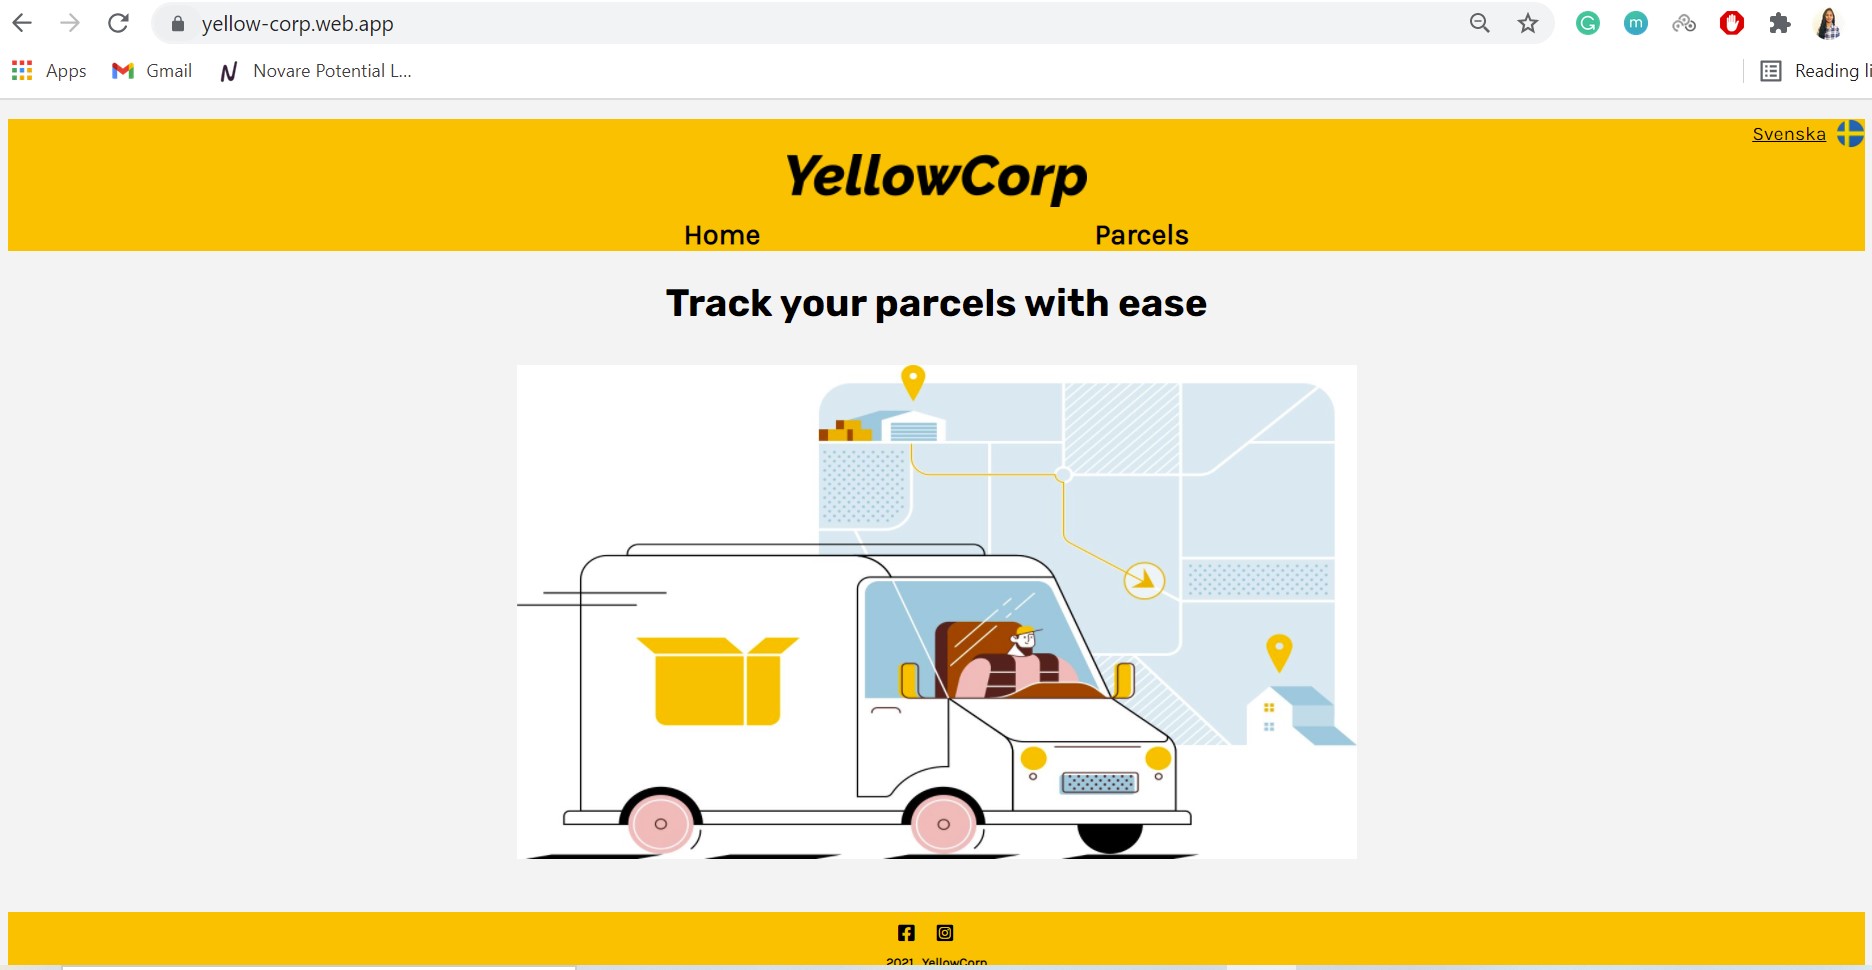 yellow-corp.web.app
Apps
Gmail
Novare Potential L...
Reading li
Svenska
YellowCorp
Home
Parcels
Track your parcels with ease
2021 YellowCorp